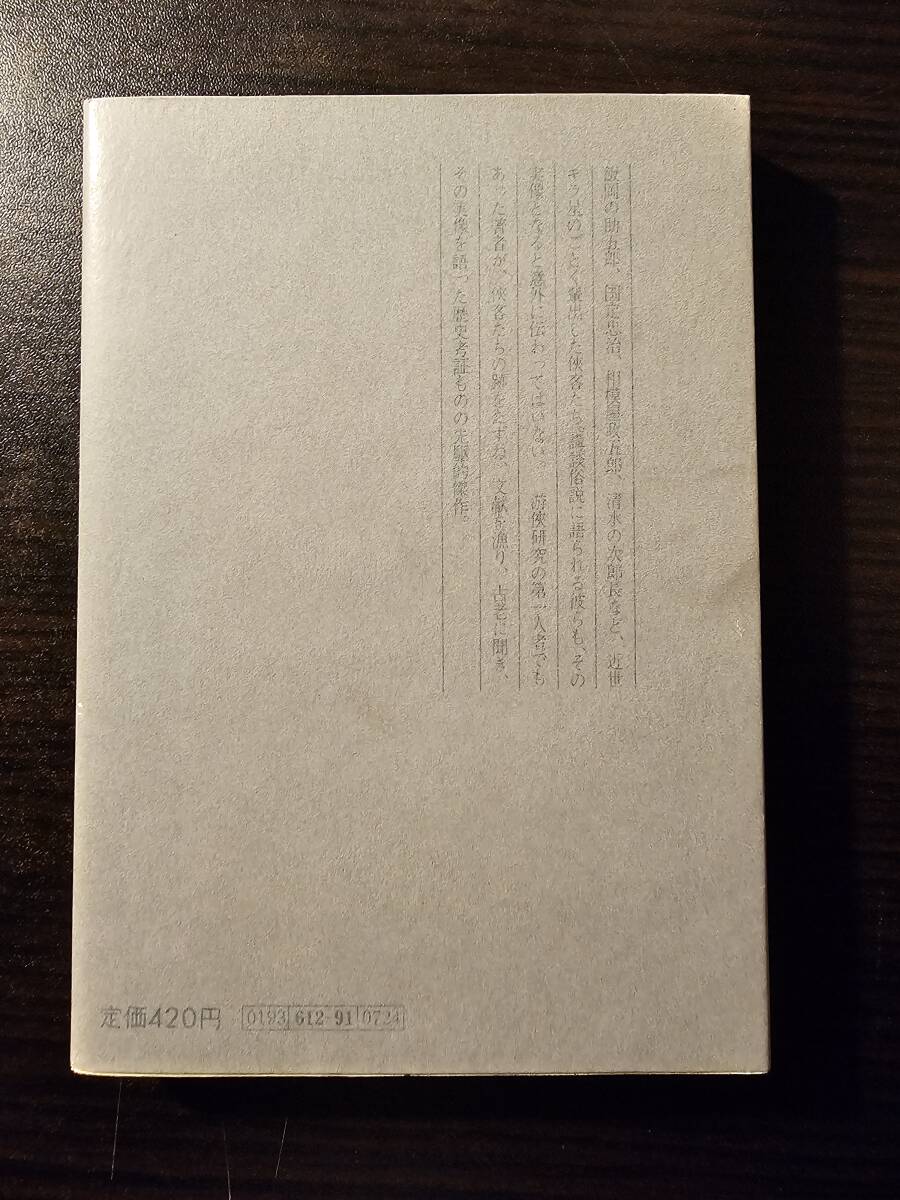 飯岡の助五郎、国定忠治、相模屋政五郎、清水の次郎長など、近世
キラ星のごとく輩出した侠客たち。講談俗説に語られる彼らも、その
実像となると意外に伝わってはいない。 游侠研究の第一人者でも
あった著者が、侠客たちの跡をたずね、文献を漁り、古老に聞き、
その実像を語った歴史考証ものの定評的傑作。
定価420円 0193 612-91 0724